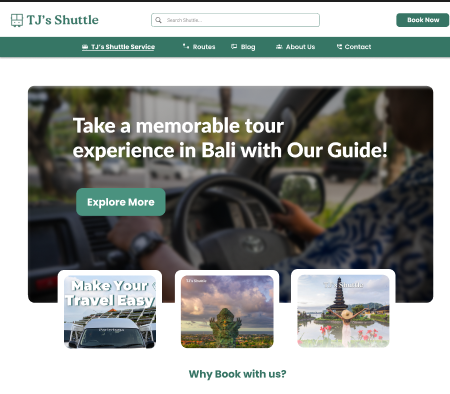 TJ's Shuttle
Search Shuttle...
Book Now
TJ's Shuttle Service
Routes
Blog
About Us
Contact
Take a memorable tour
experience in Bali with Our Guide!
Explore More
Make Your
Travel Easy
TJ's Shuttle
TJ's Shuttle
Why Book with us?